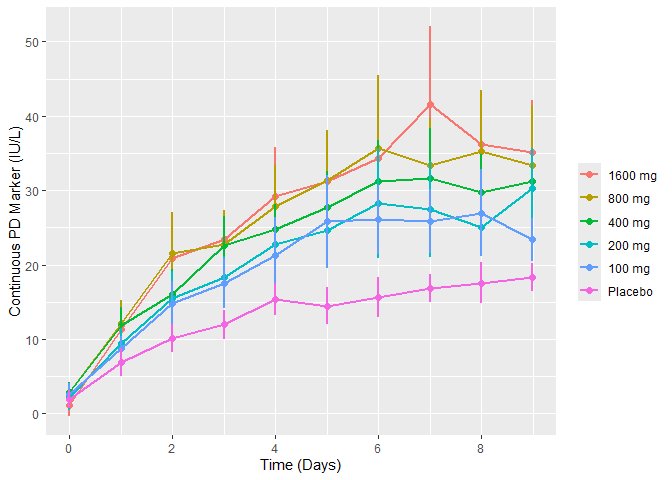 Continuous PD Marker (IU/L)
50
40
30
20
10
0
0 2 4 6 8
Time (Days)
1600 mg
800 mg
400 mg
200 mg
100 mg
Placebo